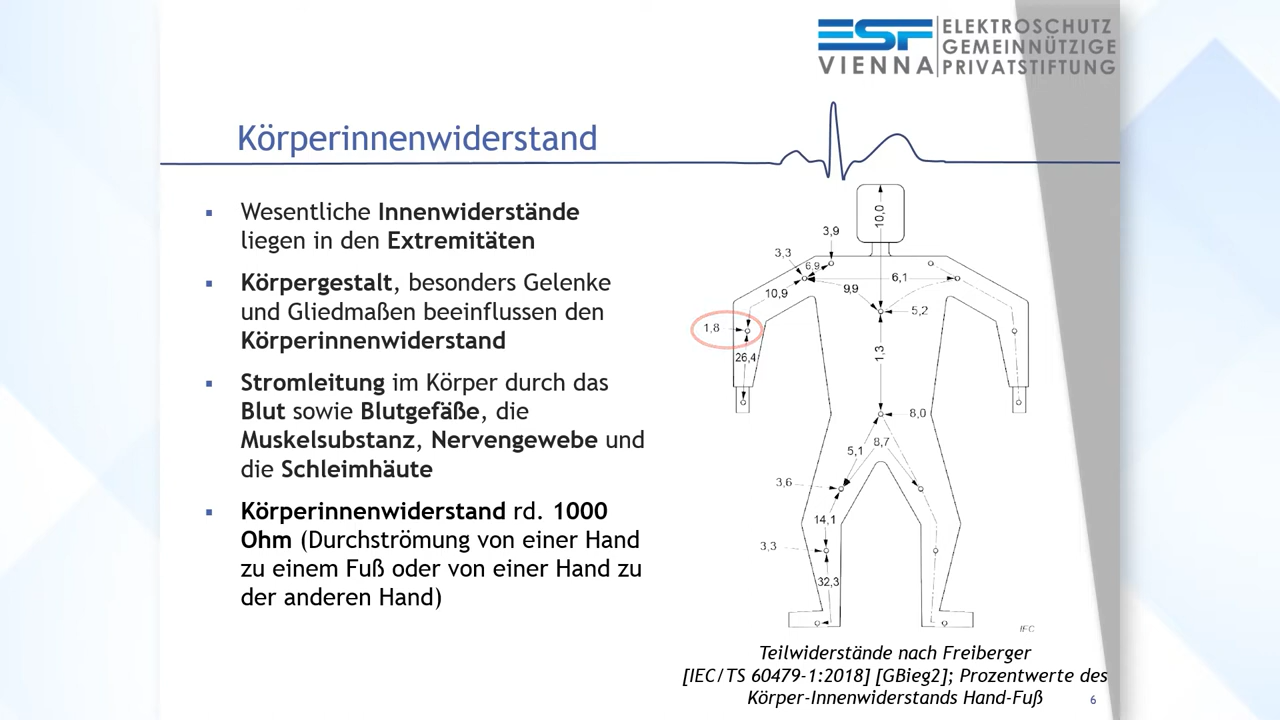 ESF
VIENNA
ELEKTROSCHUTZ
GEMEINNÜTZIGE
PRIVATSTIFTUNG
Körperinnenwiderstand
▪ Wesentliche Innenwiderstände
liegen in den Extremitäten
▪ Körpergestalt, besonders Gelenke
und Gliedmaßen beeinflussen den
Körperinnenwiderstand
▪ Stromleitung im Körper durch das
Blut sowie Blutgefäße, die
Muskelsubstanz, Nervengewebe und
die Schleimhäute
▪ Körperinnenwiderstand rd. 1000
Ohm (Durchströmung von einer Hand
zu einem Fuß oder von einer Hand zu
der anderen Hand)
10,0
3,9
3,3
6,9
6,1
10,9
9,9
5,2
1,8
1,3
26,4
8,0
5,1
8,7
3,6
14,1
3,3
32,3
IEC
Teilwiderstände nach Freiberger
[IEC/TS 60479-1:2018] [GBieg2]; Prozentwerte des
Körper-Innenwiderstands Hand-Fuß
6